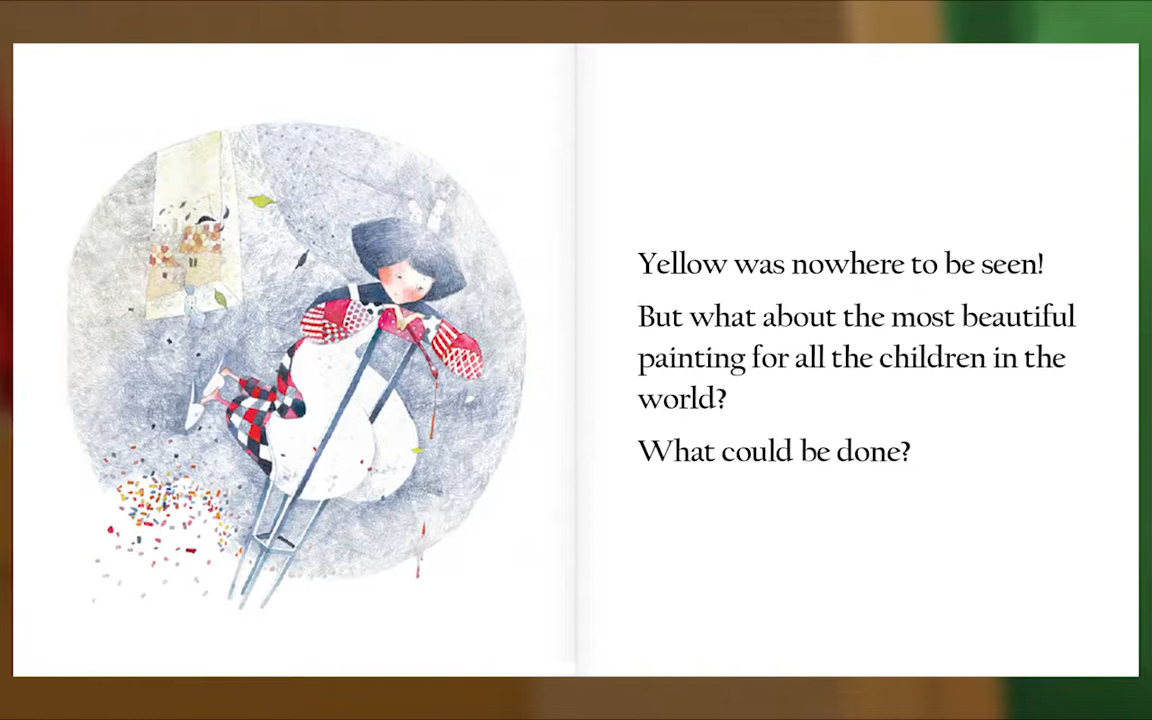 Yellow was nowhere to be seen!
But what about the most beautiful
painting for all the children in the
world?
What could be done?